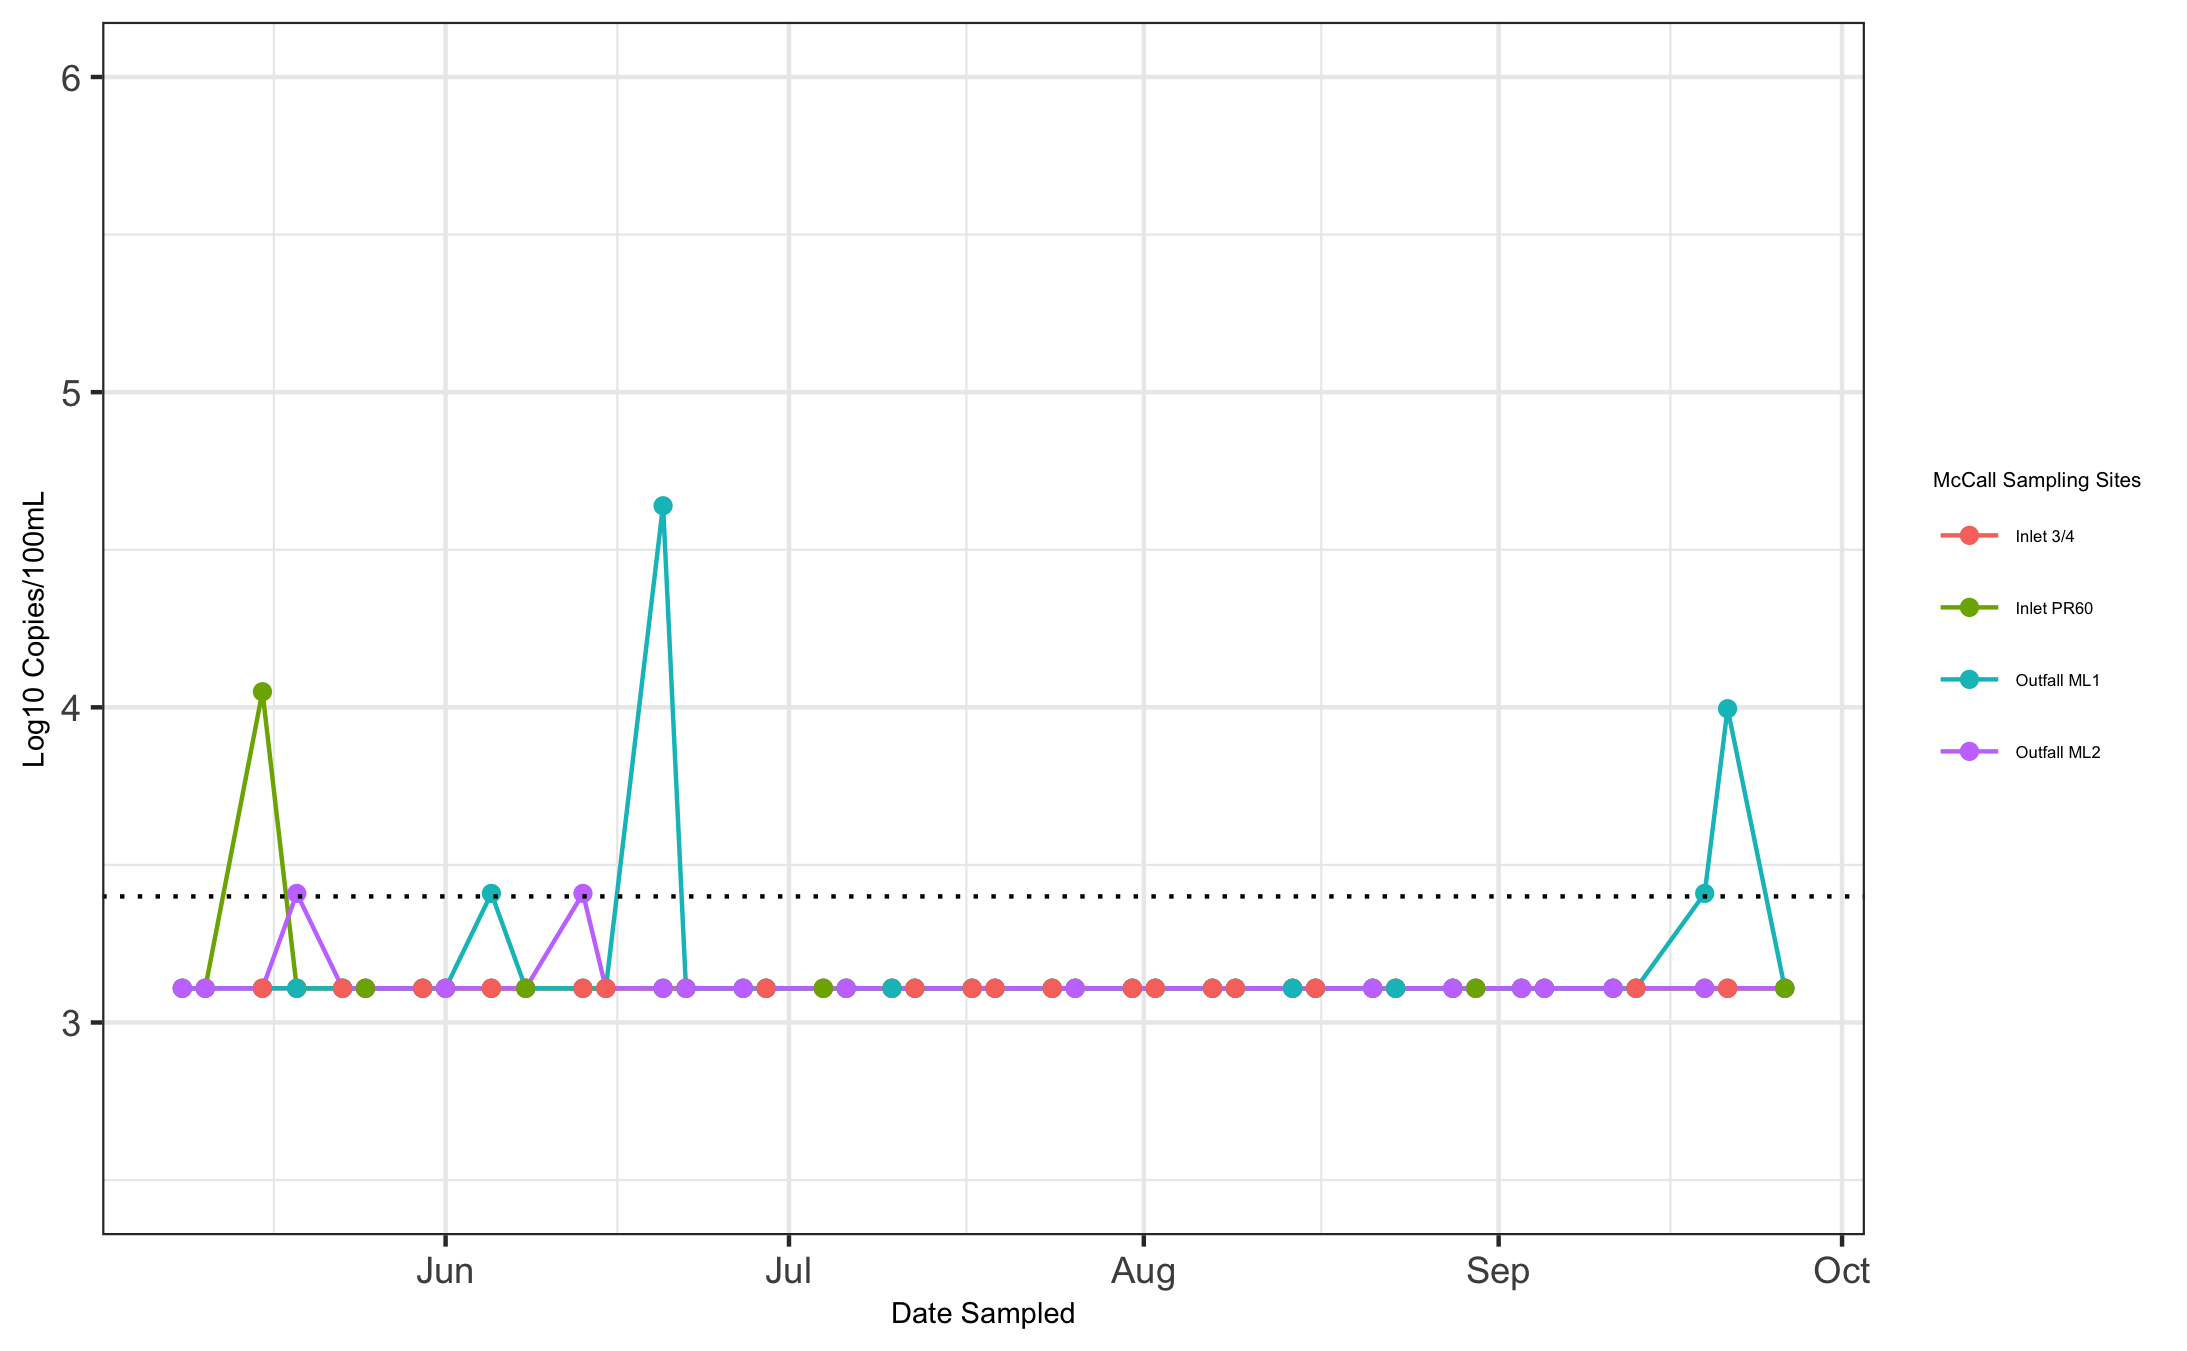 6
5
4
3
Log10 Copies/100mL
Jun
Jul
Aug
Sep
Oct
Date Sampled
McCall Sampling Sites
Inlet 3/4
Inlet PR60
Outfall ML1
Outfall ML2